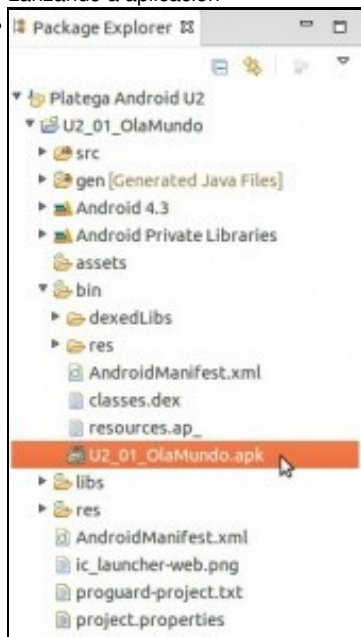 Lanzando a aplicación
Package Explorer
Platega Android U2
U2_01_OlaMundo
src
gen [Generated Java Files]
Android 4.3
Android Private Libraries
assets
bin
dexedLibs
res
AndroidManifest.xml
classes.dex
resources.ap_
U2_01_OlaMundo.apk
libs
res
AndroidManifest.xml
ic_launcher-web.png
proguard-project.txt
project.properties